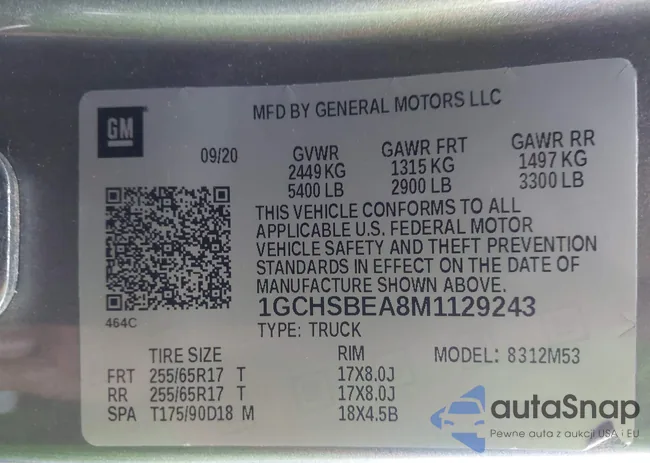 GM
MFD BY GENERAL MOTORS LLC
09/20 GVWR GAWR FRT GAWR RR
2449 KG 1315 KG 1497 KG
5400 LB 2900 LB 3300 LB
THIS VEHICLE CONFORMS TO ALL
APPLICABLE U.S. FEDERAL MOTOR
VEHICLE SAFETY AND THEFT PREVENTION
STANDARDS IN EFFECT ON THE DATE OF
MANUFACTURE SHOWN ABOVE.
464C
1GCHSBEA8M1129243
TYPE: TRUCK
TIRE SIZE RIM MODEL: 8312M53
FRT 255/65R17 T 17X8.0J
RR 255/65R17 T 17X8.0J
SPA T175/90D18 M 18X4.5B
autaSnap
Pewne auta z aukcji USA i EU